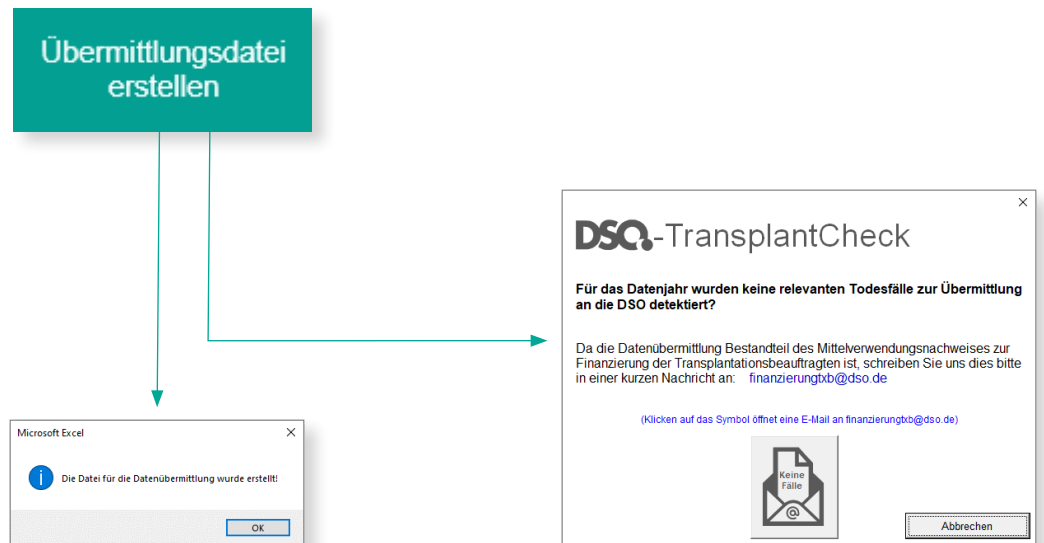 Übermittlungsdatei
erstellen
DSO-TransplantCheck
Für das Datenjahr wurden keine relevanten Todesfälle zur Übermittlung
an die DSO detektiert?
Da die Datenübermittlung Bestandteil des Mittelverwendungsnachweises zur
Finanzierung der Transplantationsbeauftragten ist, schreiben Sie uns dies bitte
in einer kurzen Nachricht an: finanzierungtxb@dso.de
(Klicken auf das Symbol öffnet eine E-Mail an finanzierungtxb@dso.de)
Keine
Fälle
@
Abbrechen
Microsoft Excel
Die Datei für die Datenübermittlung wurde erstellt!
OK